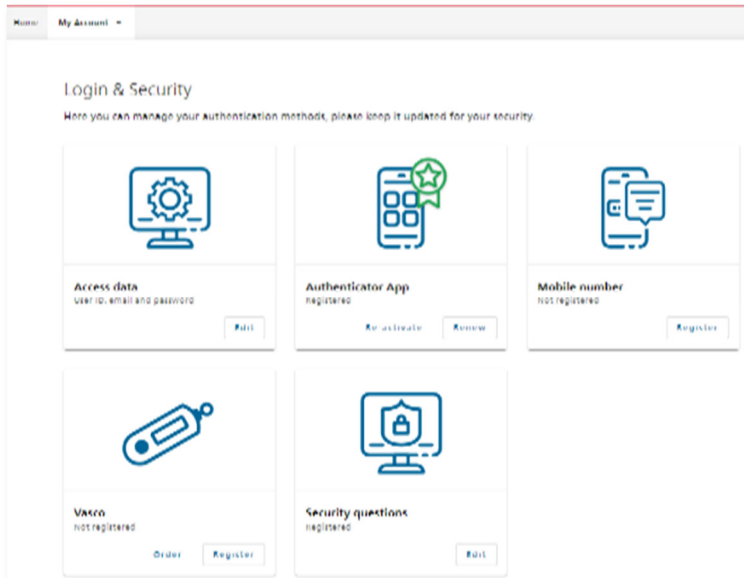 Home My Account
Login & Security
Here you can manage your authentication methods, please keep it updated for your security.
Access data
User ID, email and password
Edit
Authenticator App
Registered
Re-activate Renew
Mobile number
Not registered
Register
Vasco
Not registered
Order Register
Security questions
Registered
Edit